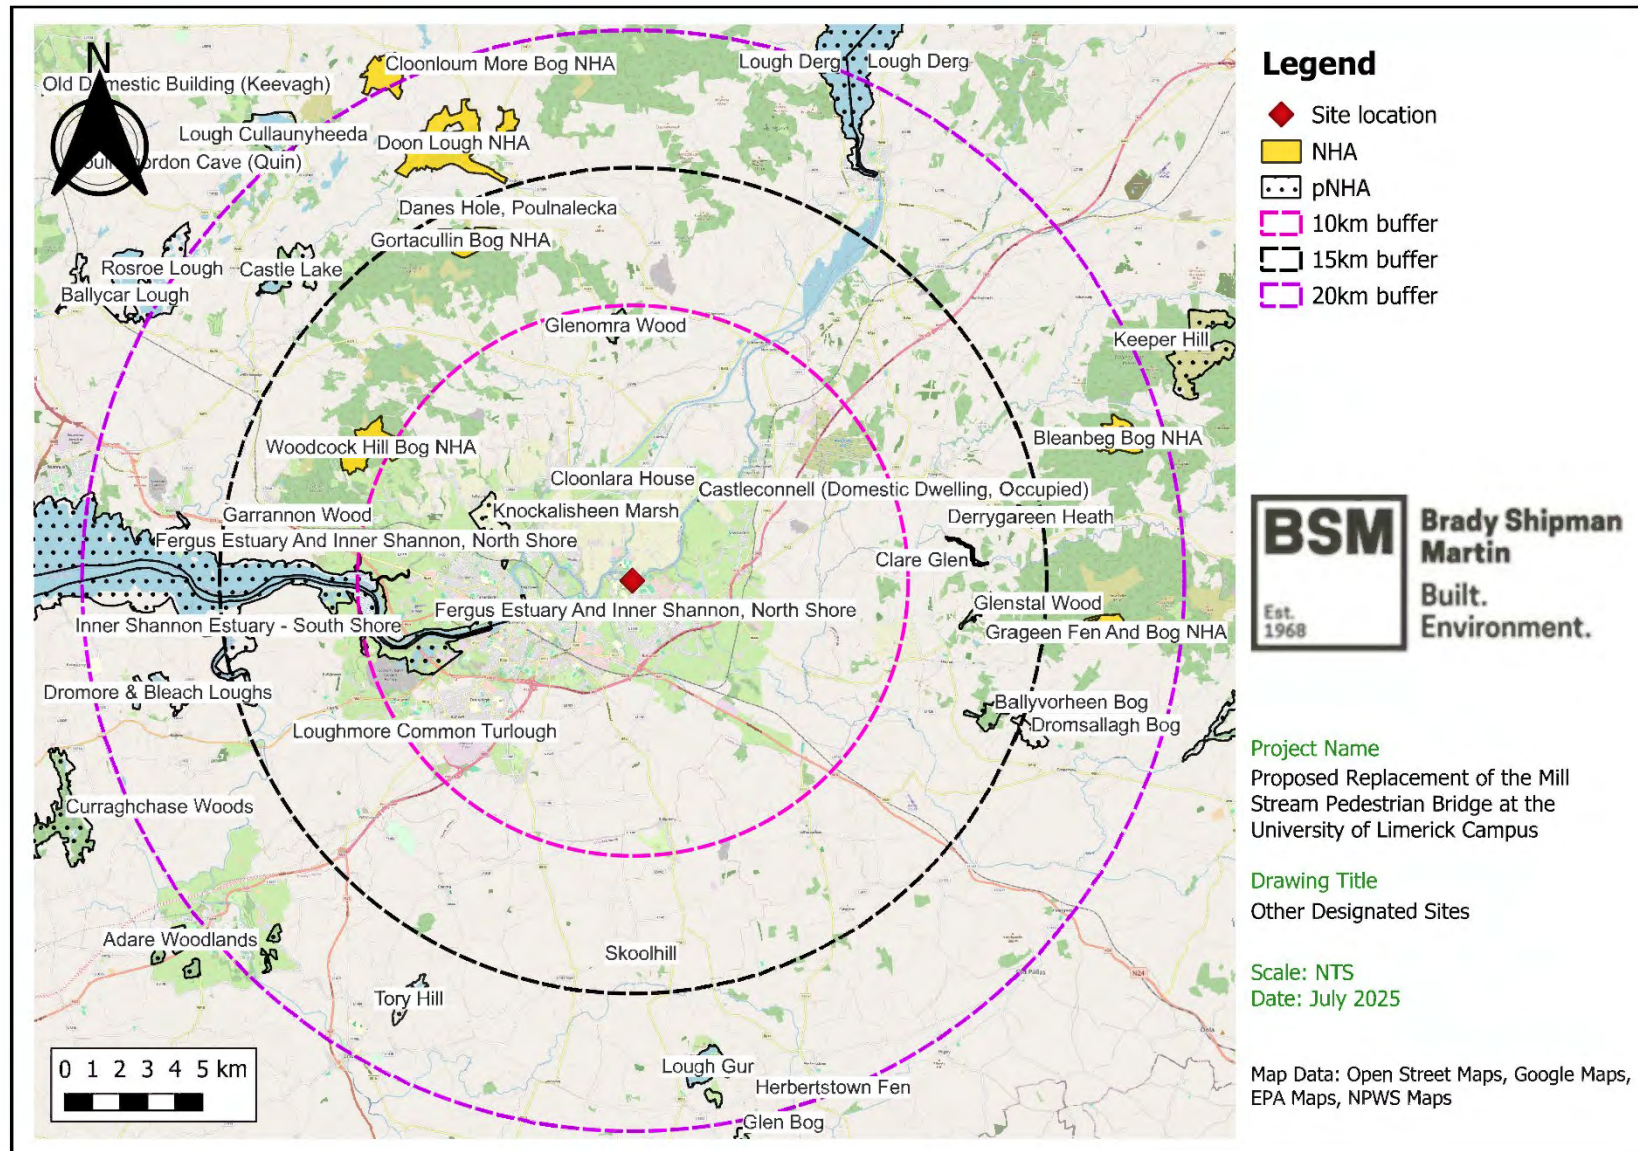 N
Cloonloum More Bog NHA
Lough Derg
Lough Derg
Old Domestic Building (Keevagh)
Lough Cullaunyheeda
Doon Lough NHA
Cave (Quin)
Danes Hole, Poulnalecka
Gortacullin Bog NHA
Rosroe Lough
Castle Lake
Ballycar Lough
Glenomra Wood
Keeper Hill
Woodcock Hill Bog NHA
Bleanbeg Bog NHA
Cloonlara House
Castleconnell (Domestic Dwelling, Occupied)
Knockalisheen Marsh
Garrannon Wood
Derrygareen Heath
Fergus Estuary And Inner Shannon, North Shore
Clare Glen
Fergus Estuary And Inner Shannon, North Shore
Glenstal Wood
Inner Shannon Estuary - South Shore
Grageen Fen And Bog NHA
Dromore & Bleach Loughs
Ballyvorheen Bog
Dromsallagh Bog
Loughmore Common Turlough
Curraghchase Woods
Adare Woodlands
Skoolhill
Tory Hill
N24
Lough Gur
Herbertstown Fen
Glen Bog
0 1 2 3 4 5 km
Legend
Site location
NHA
pNHA
10km buffer
15km buffer
20km buffer
BSM
Est.
1968
Brady Shipman
Martin
Built.
Environment.
Project Name
Proposed Replacement of the Mill
Stream Pedestrian Bridge at the
University of Limerick Campus
Drawing Title
Other Designated Sites
Scale: NTS
Date: July 2025
Map Data: Open Street Maps, Google Maps,
EPA Maps, NPWS Maps